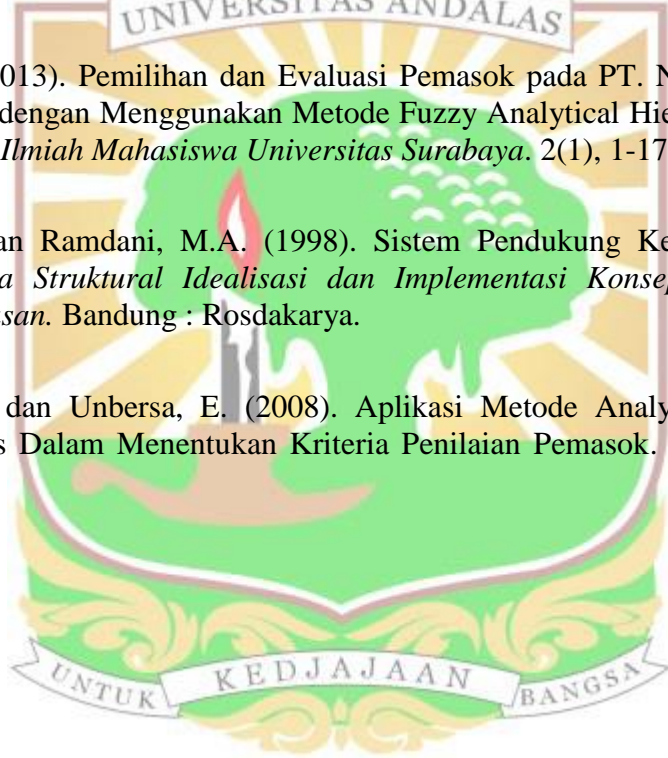 UNIVERSITAS ANDALAS
013). Pemilihan dan Evaluasi Pemasok pada PT. N
dengan Menggunakan Metode Fuzzy Analytical Hie
Ilmiah Mahasiswa Universitas Surabaya. 2(1), 1-17
an Ramdani, M.A. (1998). Sistem Pendukung Ke
a Struktural Idealisasi dan Implementasi Konsep
san. Bandung : Rosdakarya.
dan Unbersa, E. (2008). Aplikasi Metode Analy
s Dalam Menentukan Kriteria Penilaian Pemasok.
UNTUK KEDJAJAAN BANGSA